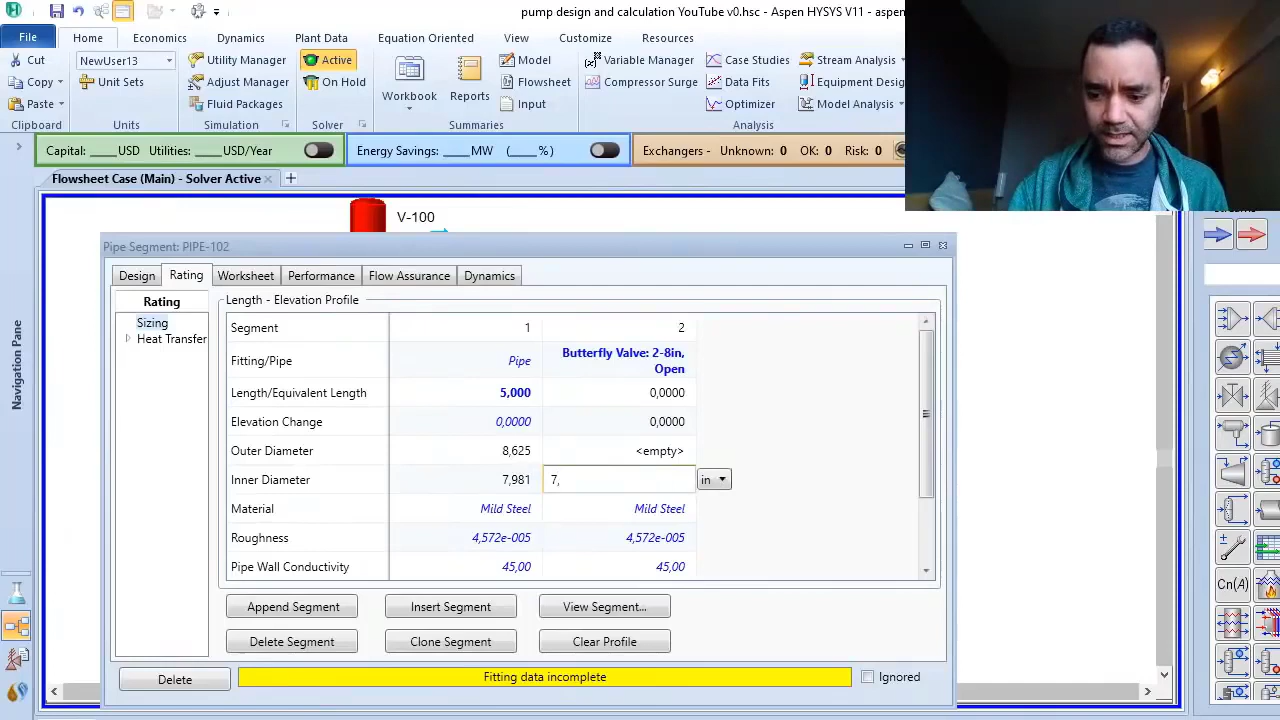 pump design and calculation YouTube v0.hsc - Aspen HYSYS V11 - aspen
File
Home
Economics
Dynamics
Plant Data
Equation Oriented
View
Customize
Resources
Cut
Copy
Paste
Clipboard
NewUser13
Unit Sets
Units
Utility Manager
Adjust Manager
Fluid Packages
Simulation
Active
On Hold
Solver
Workbook
Reports
Model
Flowsheet
Input
Summaries
Variable Manager
Compressor Surge
Case Studies
Data Fits
Optimizer
Stream Analysis
Equipment Design
Model Analysis
Analysis
Capital: ____USD Utilities: ____USD/Year
Energy Savings: ____MW (____%)
Exchangers - Unknown: 0 OK: 0 Risk: 0
Flowsheet Case (Main) - Solver Active
V-100
Navigation Pane
Pipe Segment: PIPE-102
Design
Rating
Worksheet
Performance
Flow Assurance
Dynamics
Rating
Sizing
Heat Transfer
Length - Elevation Profile
Segment 1 2
Fitting/Pipe Pipe Butterfly Valve: 2-8in,
Open
Length/Equivalent Length 5,000 0,0000
Elevation Change 0,0000 0,0000
Outer Diameter 8,625 <empty>
Inner Diameter 7,981 7, in
Material Mild Steel Mild Steel
Roughness 4,572e-005 4,572e-005
Pipe Wall Conductivity 45,00 45,00
Append Segment
Insert Segment
View Segment...
Delete Segment
Clone Segment
Clear Profile
Delete
Fitting data incomplete
Ignored
Cn(A)